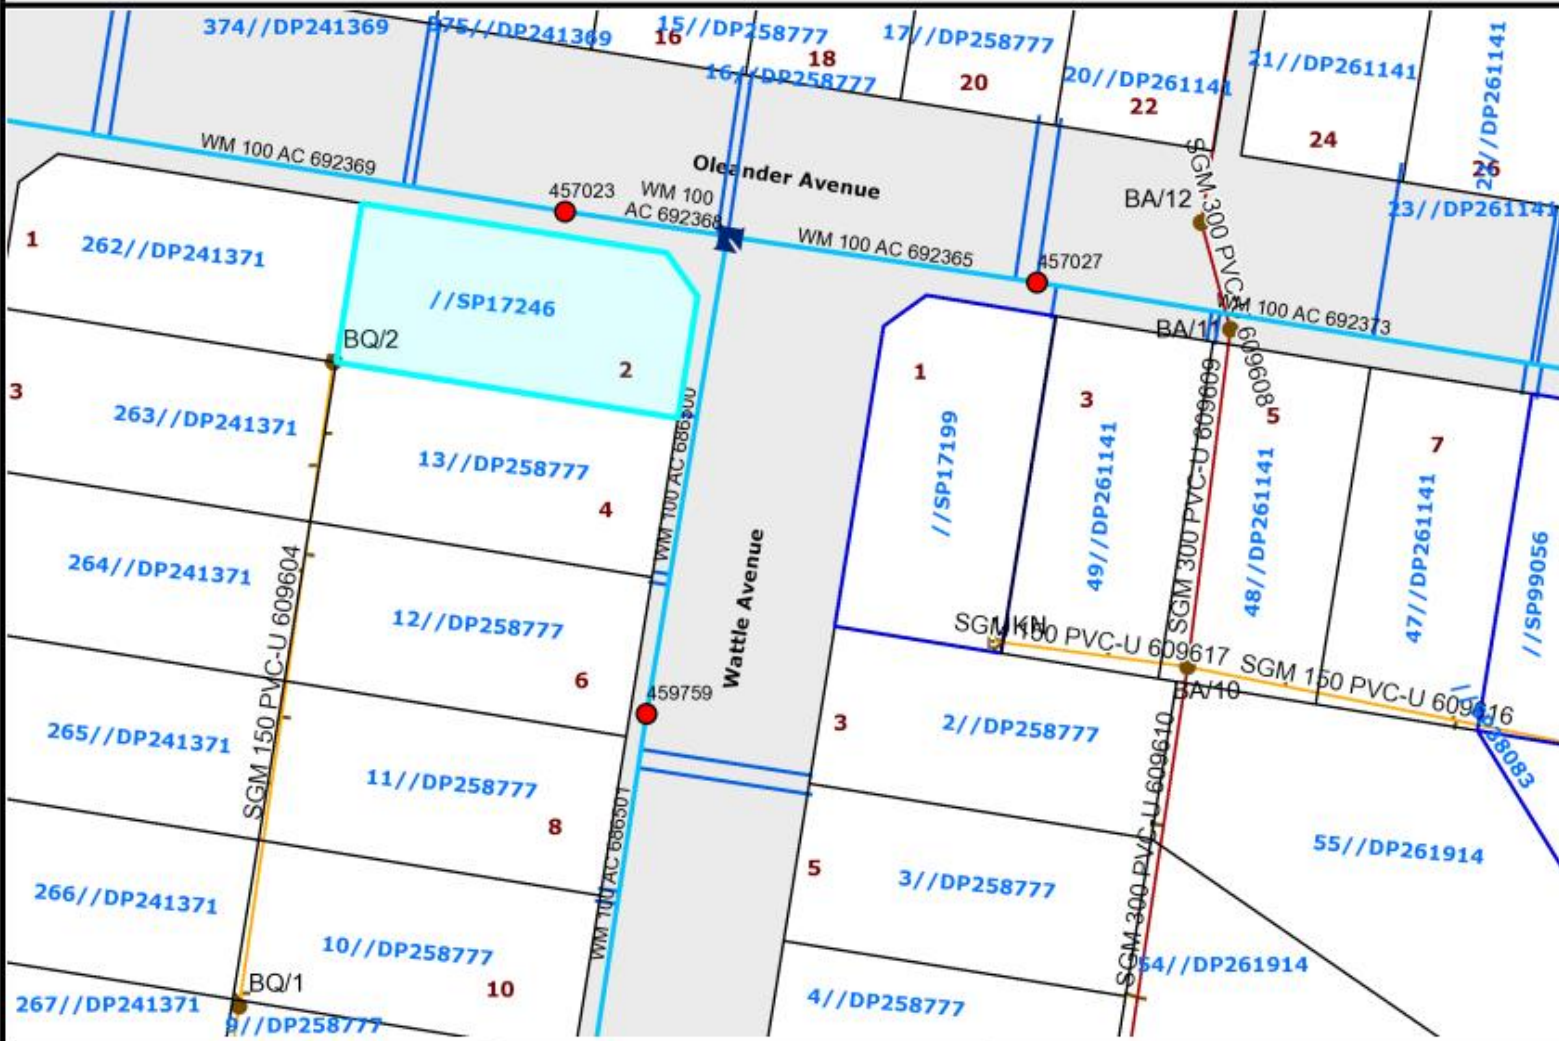 374//DP241369
375//DP241369
15//DP258777
16
18
16//DP258777
17//DP258777
20
20//DP261141
22
21//DP261141
24
26
23//DP261141
WM 100 AC 692369
457023
WM 100
AC 692368
Oleander Avenue
WM 100 AC 692365
457027
BA/12
SGM 300 PVC-U 609608
WM 100 AC 692373
BA/11
1
262//DP241371
//SP17246
2
BQ/2
3
263//DP241371
13//DP258777
4
WM 100 AC 686500
264//DP241371
12//DP258777
6
Wattle Avenue
459759
SGM 150 PVC-U 609604
265//DP241371
11//DP258777
8
WM 100 AC 686501
266//DP241371
10//DP258777
10
BQ/1
267//DP241371
9//DP258777
1
//SP17199
3
49//DP261141
SGM 300 PVC-U 609609
5
48//DP261141
7
47//DP261141
//SP99056
UKN
SGM 150 PVC-U 609617
SGM 150 PVC-U 609616
BA/10
3
2//DP258777
SGM 300 PVC-U 609610
5
3//DP258777
4//DP258777
55//DP261914
54//DP261914